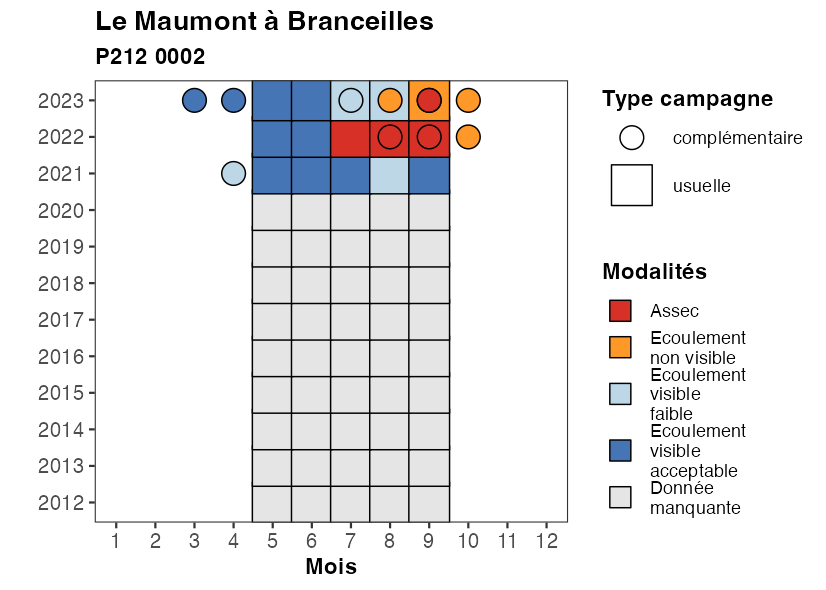 Le Maumont à Branceilles
P212 0002
2023
2022
2021
2020
2019
2018
2017
2016
2015
2014
2013
2012
1 2 3 4 5 6 7 8 9 10 11 12
Mois
Type campagne
complémentaire
usuelle
Modalités
Assec
Ecoulement
non visible
Ecoulement
visible
faible
Ecoulement
visible
acceptable
Donnée
manquante